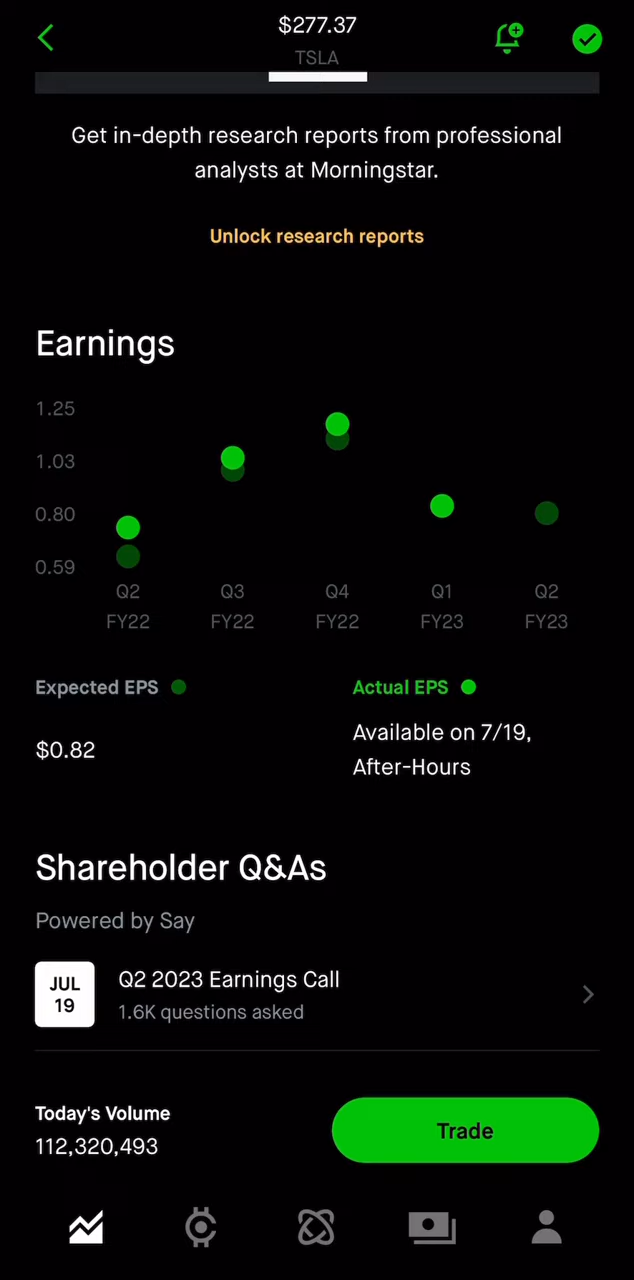 $277.37
TSLA
Get in-depth research reports from professional
analysts at Morningstar.
Unlock research reports
Earnings
1.25
1.03
0.80
0.59
Q2 Q3 Q4 Q1 Q2
FY22 FY22 FY22 FY23 FY23
Expected EPS Actual EPS
$0.82
Available on 7/19,
After-Hours
Shareholder Q&As
Powered by Say
JUL
19
Q2 2023 Earnings Call
1.6K questions asked
Today's Volume
112,320,493
Trade